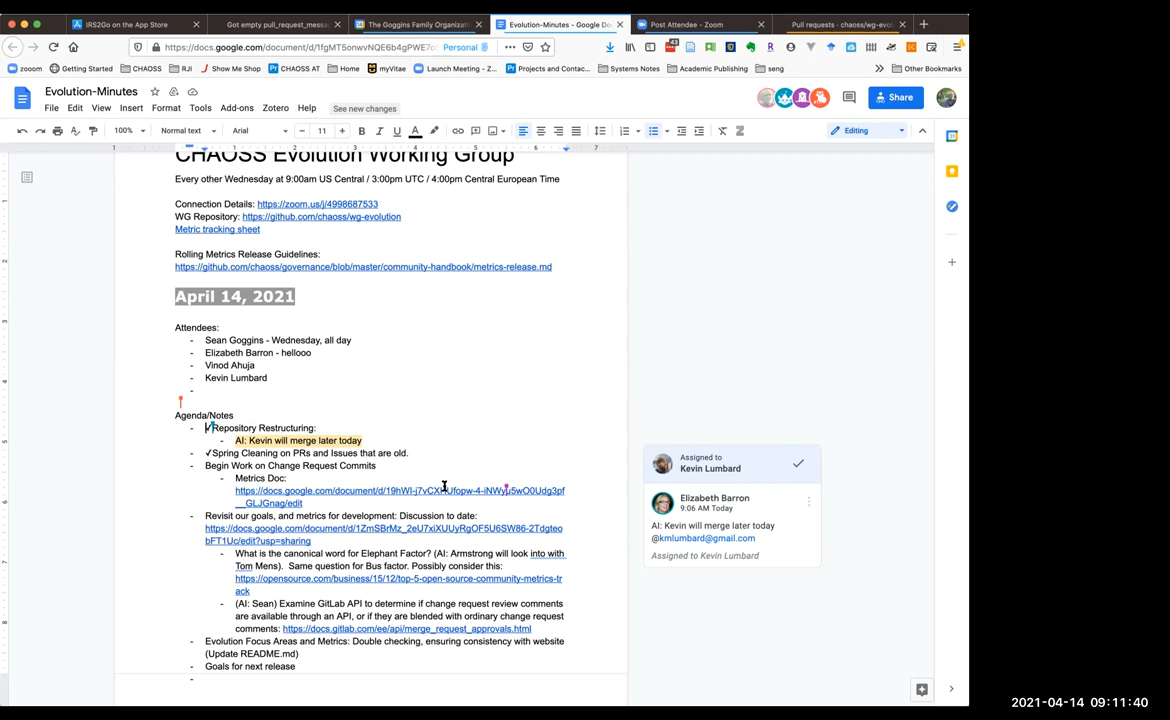 IRS2Go on the App Store
Got empty pull_request_messa
The Goggins Family Organizati
Evolution-Minutes - Google Do
Post Attendee - Zoom
Pull requests · chaoss/wg-evol
https://docs.google.com/document/d/1fgMT5onwvNQE6b4gPWE7o
Personal
zooom
Getting Started
CHAOSS
RJI
Show Me Shop
CHAOSS AT
Home
myVitae
Launch Meeting - Z...
Projects and Contac...
Systems Notes
Academic Publishing
seng
Other Bookmarks
Evolution-Minutes
File Edit View Insert Format Tools Add-ons Zotero Help
See new changes
Share
100% Normal text Arial 11 B I U A
Editing
CHAOSS Evolution Working Group
Every other Wednesday at 9:00am US Central / 3:00pm UTC / 4:00pm Central European Time
Connection Details: https://zoom.us/j/4998687533
WG Repository: https://github.com/chaoss/wg-evolution
Metric tracking sheet
Rolling Metrics Release Guidelines:
https://github.com/chaoss/governance/blob/master/community-handbook/metrics-release.md
April 14, 2021
Attendees:
- Sean Goggins - Wednesday, all day
- Elizabeth Barron - hellooo
- Vinod Ahuja
- Kevin Lumbard
-
Agenda/Notes
- ✓Repository Restructuring:
- AI: Kevin will merge later today
- ✓Spring Cleaning on PRs and Issues that are old.
- Begin Work on Change Request Commits
- Metrics Doc:
__GLJGnag/edit
- Revisit our goals, and metrics for development: Discussion to date:
https://docs.google.com/document/d/1ZmSBrMz_2eU7xiXUUyRgOF5U6SW86-2Tdgteo
bFT1Uc/edit?usp=sharing
- What is the canonical word for Elephant Factor? (AI: Armstrong will look into with
Tom Mens). Same question for Bus factor. Possibly consider this:
https://opensource.com/business/15/12/top-5-open-source-community-metrics-tr
ack
- (AI: Sean) Examine GitLab API to determine if change request review comments
are available through an API, or if they are blended with ordinary change request
comments: https://docs.gitlab.com/ee/api/merge_request_approvals.html
- Evolution Focus Areas and Metrics: Double checking, ensuring consistency with website
(Update README.md)
- Goals for next release
-
Assigned to
Kevin Lumbard
Elizabeth Barron
9:06 AM Today
AI: Kevin will merge later today
@kmlumbard@gmail.com
Assigned to Kevin Lumbard
2021-04-14 09:11:40